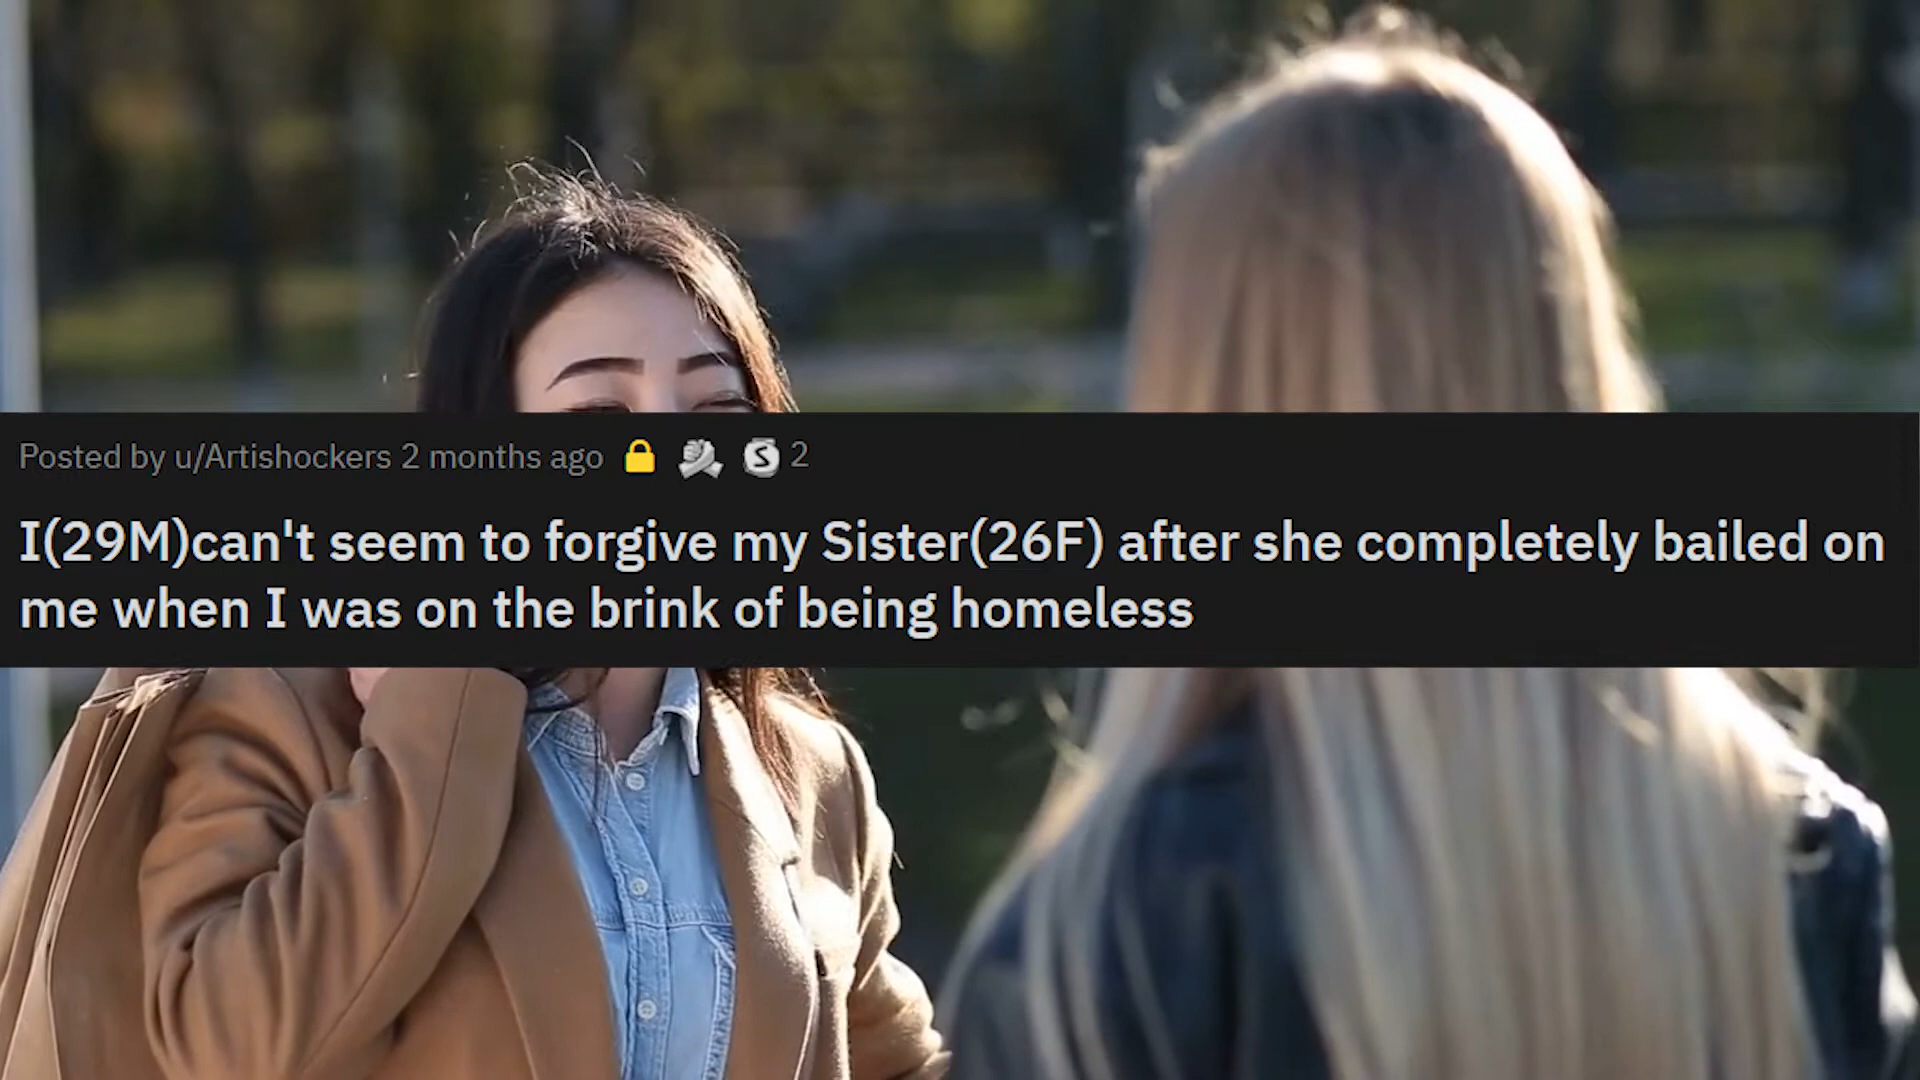 Posted by u/Artishockers 2 months ago 2
I(29M)can't seem to forgive my Sister(26F) after she completely bailed on
me when I was on the brink of being homeless